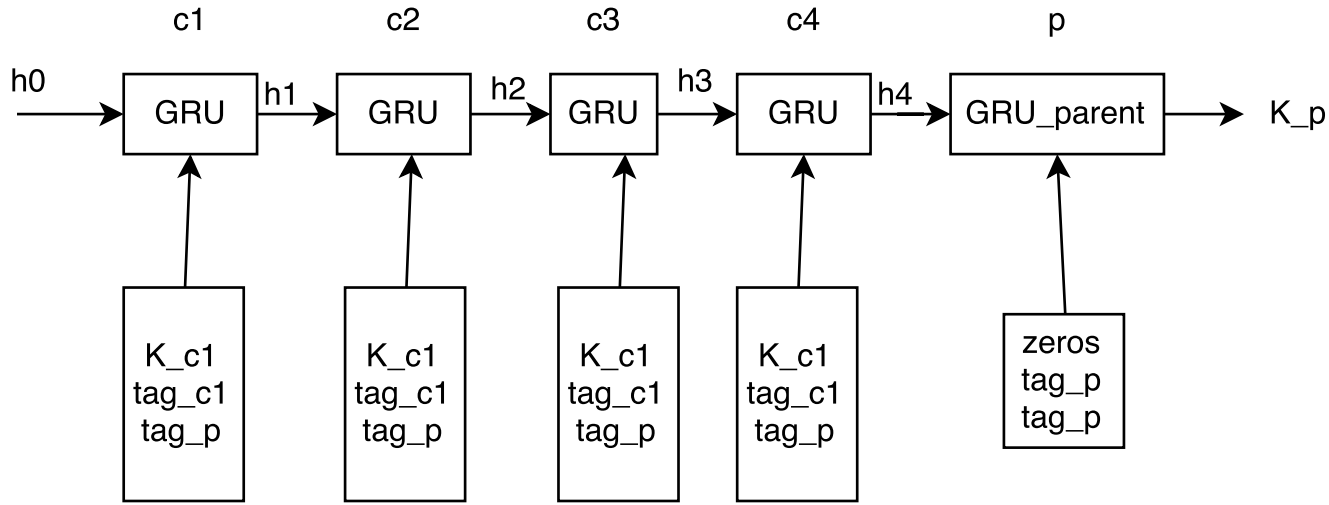 c1
c2
c3
c4
p
h0
h1
h2
h3
h4
GRU
GRU
GRU
GRU
GRU_parent
K_p
K_c1
tag_c1
tag_p
K_c1
tag_c1
tag_p
K_c1
tag_c1
tag_p
K_c1
tag_c1
tag_p
zeros
tag_p
tag_p